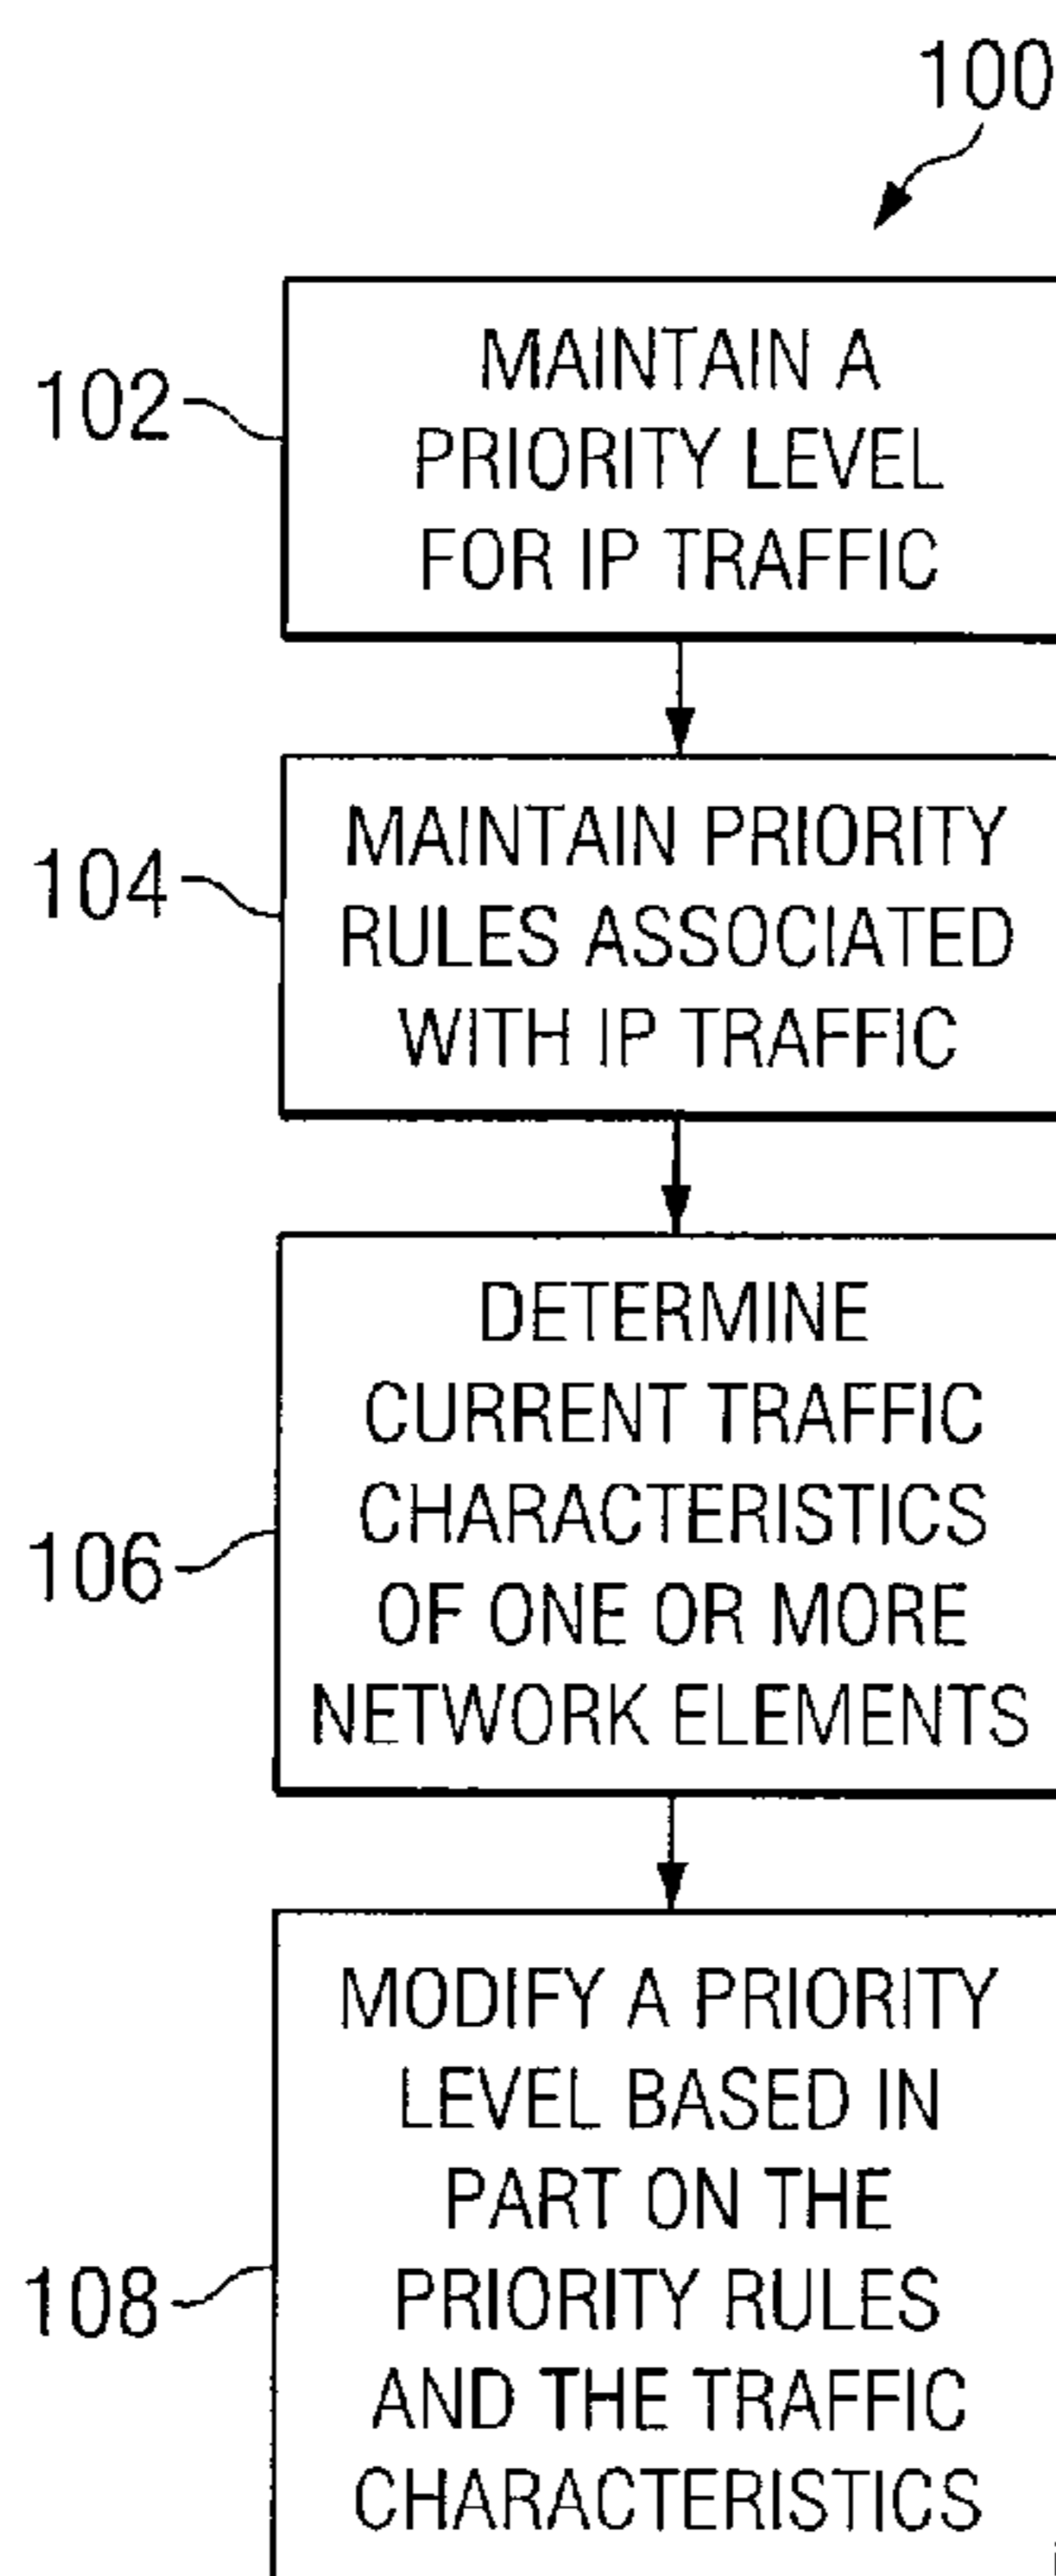 100
102
MAINTAIN A
PRIORITY LEVEL
FOR IP TRAFFIC
104
MAINTAIN PRIORITY
RULES ASSOCIATED
WITH IP TRAFFIC
106
DETERMINE
CURRENT TRAFFIC
CHARACTERISTICS
OF ONE OR MORE
NETWORK ELEMENTS
108
MODIFY A PRIORITY
LEVEL BASED IN
PART ON THE
PRIORITY RULES
AND THE TRAFFIC
CHARACTERISTICS